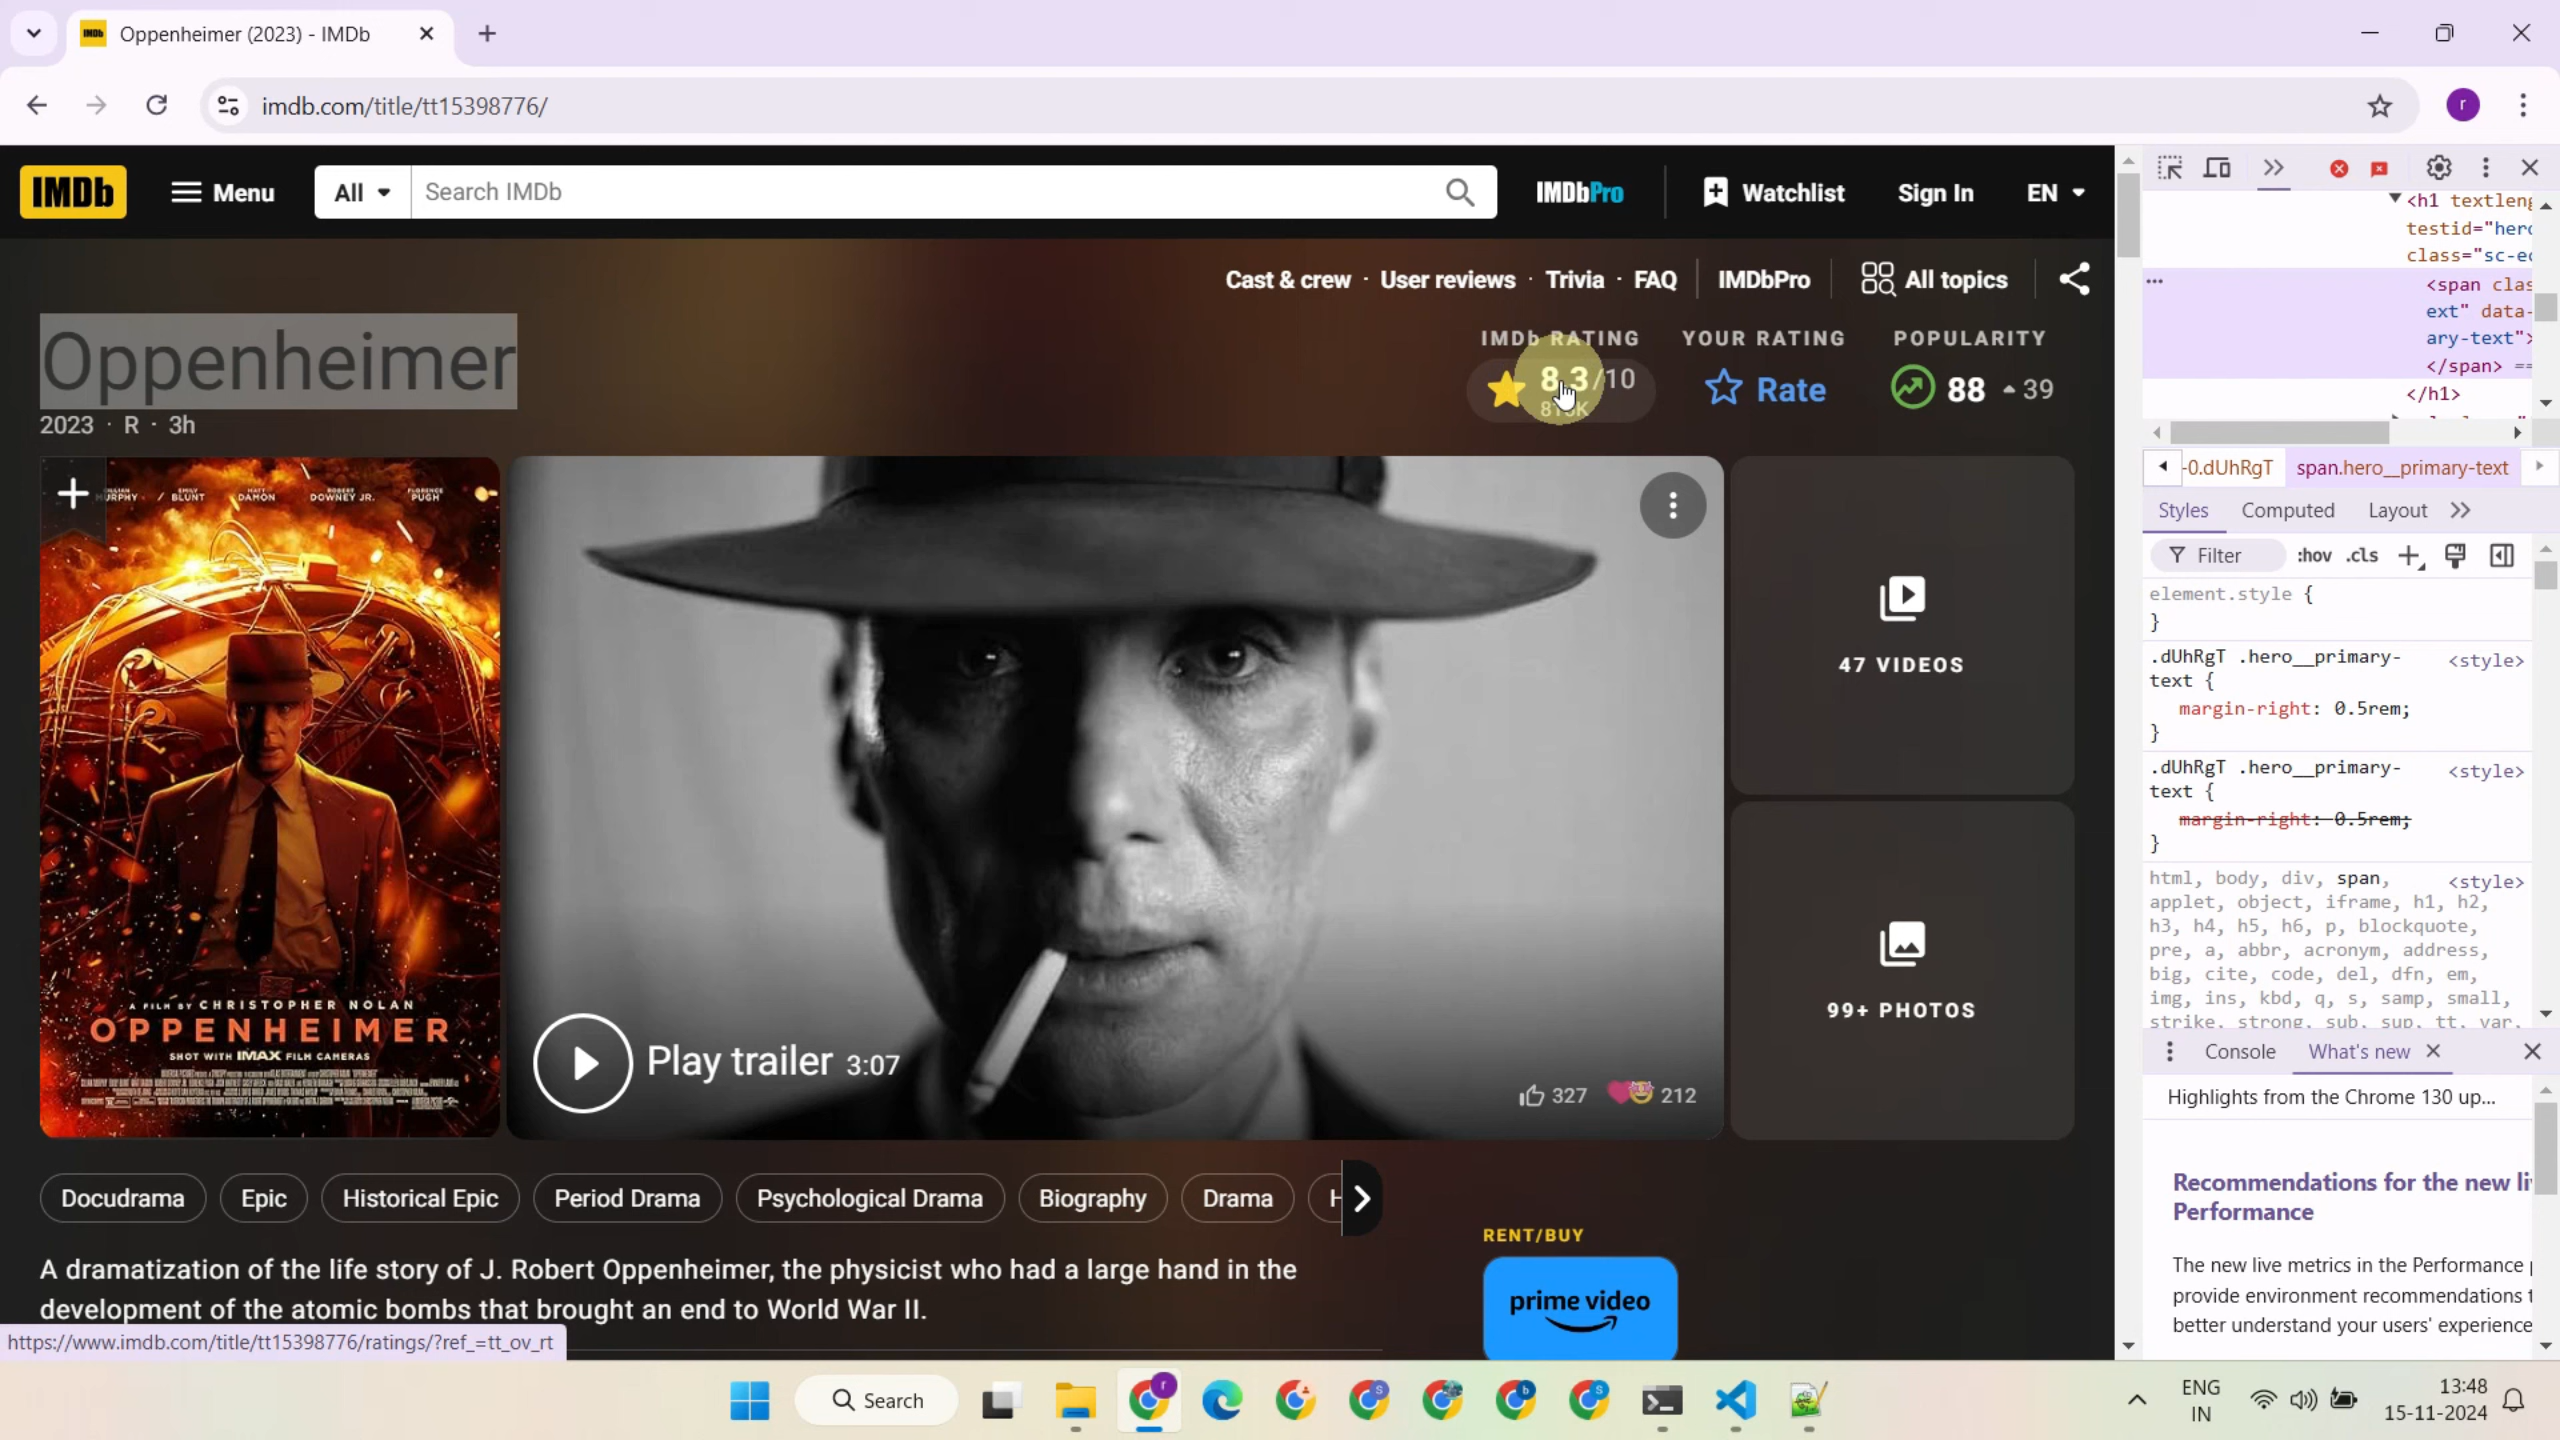 Oppenheimer (2023) - IMDb
imdb.com/title/tt15398776/
IMDb
Menu
All
Search IMDb
IMDbPro
Watchlist
Sign In
EN
Cast & crew · User reviews · Trivia · FAQ
IMDbPro
All topics
Oppenheimer
2023 · R · 3h
IMDb RATING
8.3/10
YOUR RATING
Rate
POPULARITY
88
39
MURPHY / BLUNT
DAMON
DOWNEY JR.
PUGH
A FILM BY CHRISTOPHER NOLAN
OPPENHEIMER
SHOT WITH IMAX FILM CAMERAS
Play trailer 3:07
327
212
47 VIDEOS
99+ PHOTOS
Docudrama
Epic
Historical Epic
Period Drama
Psychological Drama
Biography
Drama
H
A dramatization of the life story of J. Robert Oppenheimer, the physicist who had a large hand in the
development of the atomic bombs that brought an end to World War II.
RENT/BUY
prime video
https://www.imdb.com/title/tt15398776/ratings/?ref_=tt_ov_rt
<h1 textleng
testid="hero
class="sc-ec
<span clas
ext" data-
ary-text">
</span> ==
</h1>
-0.dUhRgT
span.hero__primary-text
Styles
Computed
Layout
Filter
:hov
.cls
element.style {
}
.dUhRgT .hero__primary- <style>
text {
margin-right: 0.5rem;
}
.dUhRgT .hero__primary- <style>
text {
margin-right: 0.5rem;
}
html, body, div, span, <style>
applet, object, iframe, h1, h2,
h3, h4, h5, h6, p, blockquote,
pre, a, abbr, acronym, address,
big, cite, code, del, dfn, em,
img, ins, kbd, q, s, samp, small,
strike, strong, sub, sup, tt, var,
Console
What's new
Highlights from the Chrome 130 up...
Recommendations for the new li
Performance
The new live metrics in the Performance p
provide environment recommendations t
better understand your users' experience
Search
ENG
IN
13:48
15-11-2024